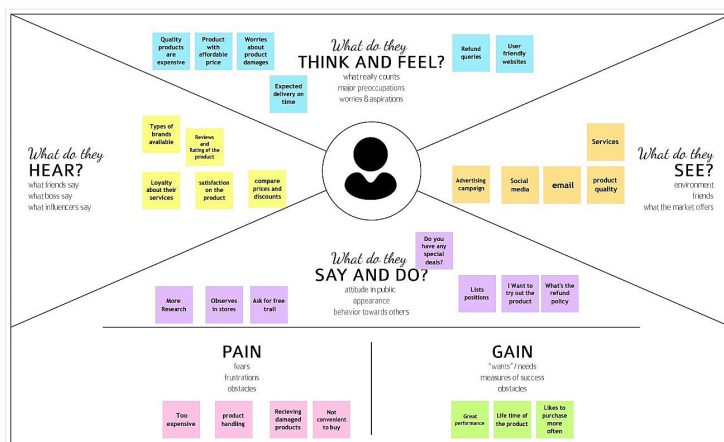 What do they
THINK AND FEEL?
what really counts
major preoccupations
worries & aspirations
Quality
products
are
expensive
Product
with
affordable
price
Worries
about
product
damages
Expected
delivery on
time
Refund
queries
User
friendly
websites
What do they
HEAR?
what friends say
what boss say
what influencers say
Types of
brands
available
Reviews
and
Rating of the
product
Loyalty
about their
services
satisfaction
on the
product
compare
prices and
discounts
What do they
SEE?
environment
friends
what the market offers
Services
Advertising
campaign
Social
media
email
product
quality
What do they
SAY AND DO?
attitude in public
appearance
behavior towards others
Do you
have any
special
deals?
More
Research
Observes
in stores
Ask for free
trail
Lists
positions
I Want to
try out the
product
What's the
refund
policy
PAIN
fears
frustrations
obstacles
Too
expensive
product
handling
Recieving
damaged
products
Not
convenient
to buy
GAIN
"wants" / needs
measures of success
obstacles
Great
performance
Life time of
the product
Likes to
purchase
more
often